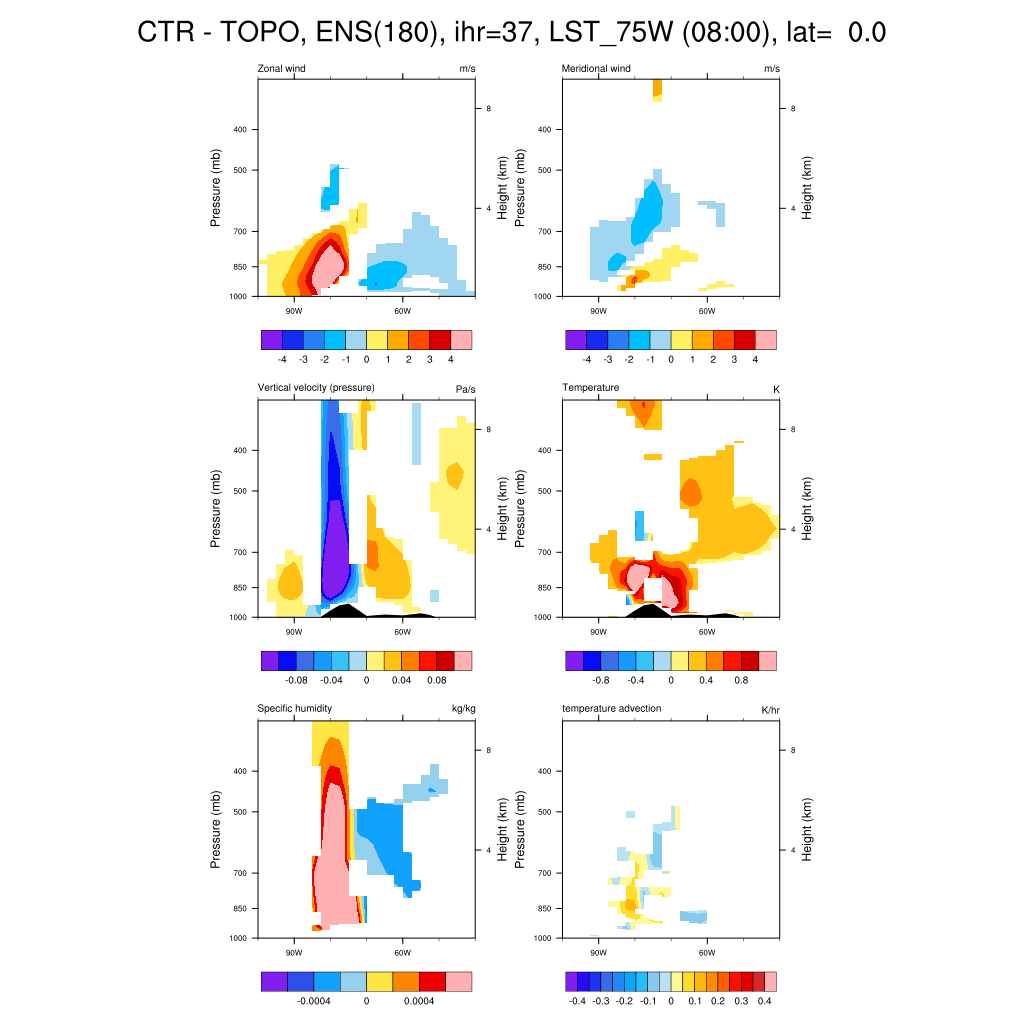 CTR - TOPO, ENS(180), ihr=37, LST_75W (08:00), lat=  0.0
Zonal wind m/s
Pressure (mb)
400
500
700
850
1000
8
4
Height (km)
90W 60W
-4 -3 -2 -1 0 1 2 3 4
Meridional wind m/s
Pressure (mb)
400
500
700
850
1000
8
4
Height (km)
90W 60W
-4 -3 -2 -1 0 1 2 3 4
Vertical velocity (pressure) Pa/s
Pressure (mb)
400
500
700
850
1000
8
4
Height (km)
90W 60W
-0.08 -0.04 0 0.04 0.08
Temperature K
Pressure (mb)
400
500
700
850
1000
8
4
Height (km)
90W 60W
-0.8 -0.4 0 0.4 0.8
Specific humidity kg/kg
Pressure (mb)
400
500
700
850
1000
8
4
Height (km)
90W 60W
-0.0004 0 0.0004
temperature advection K/hr
Pressure (mb)
400
500
700
850
1000
8
4
Height (km)
90W 60W
-0.4 -0.3 -0.2 -0.1 0 0.1 0.2 0.3 0.4